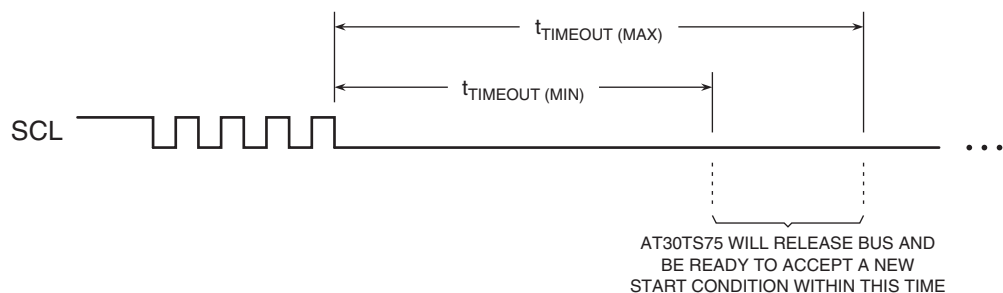 tTIMEOUT (MAX)
tTIMEOUT (MIN)
SCL
AT30TS75 WILL RELEASE BUS AND
BE READY TO ACCEPT A NEW
START CONDITION WITHIN THIS TIME